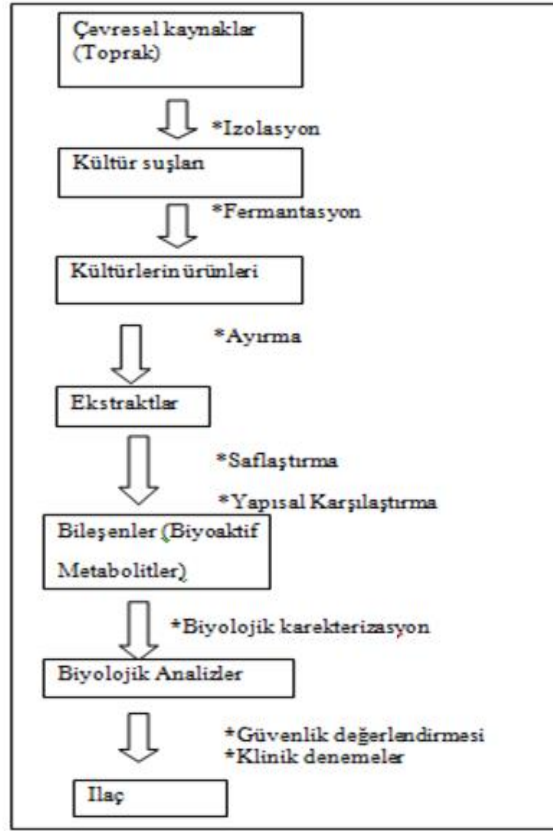 Çevresel kaynaklar
(Toprak)
*Izolasyon
Kültür suşları
*Fermantasyon
Kültürlerin ürünleri
*Ayırma
Ekstraktlar
*Saflaştırma
*Yapısal Karşılaştırma
Bileşenler (Biyoaktif
Metabolitler)
*Biyolojik karekterizasyon
Biyolojik Analizler
*Güvenlik değerlendirmesi
*Klinik denemeler
Ilaç